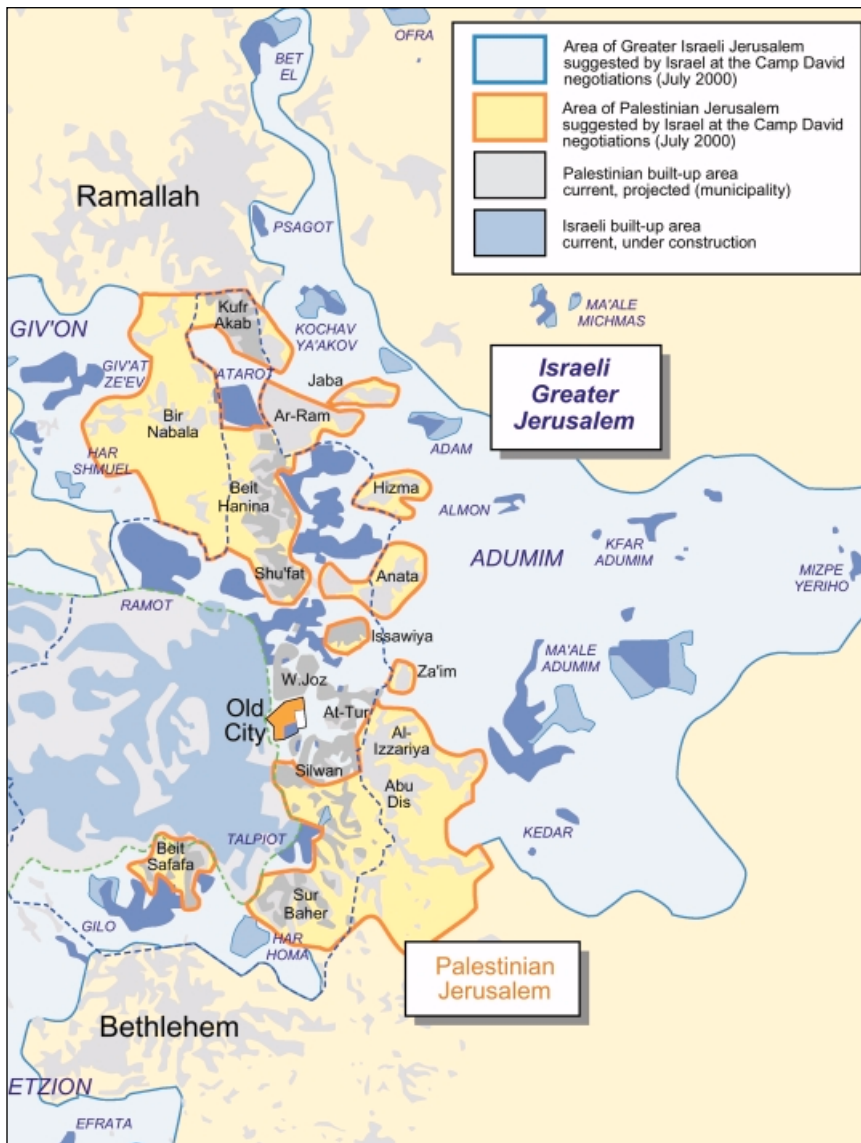 OFRA
BET
EL
Area of Greater Israeli Jerusalem
suggested by Israel at the Camp David
negotiations (July 2000)
Area of Palestinian Jerusalem
suggested by Israel at the Camp David
negotiations (July 2000)
Palestinian built-up area
current, projected (municipality)
Israeli built-up area
current, under construction
Ramallah
PSAGOT
Kufr
Akab
KOCHAV
YA'AKOV
MA'ALE
MICHMAS
GIV'ON
GIV'AT
ZE'EV
ATAROT
Jaba
Israeli
Greater
Jerusalem
Bir
Nabala
Ar-Ram
ADAM
HAR
SHMUEL
Beit
Hanina
Hizma
ALMON
ADUMIM
KFAR
ADUMIM
MIZPE
YERIHO
Shu'fat
Anata
RAMOT
Issawiya
MA'ALE
ADUMIM
W.Joz
Za'im
Old
City
At-Tur
Al-
Izzariya
Silwan
Abu
Dis
TALPIOT
KEDAR
Beit
Safafa
Sur
Baher
GILO
HAR
HOMA
Palestinian
Jerusalem
Bethlehem
ETZION
EFRATA